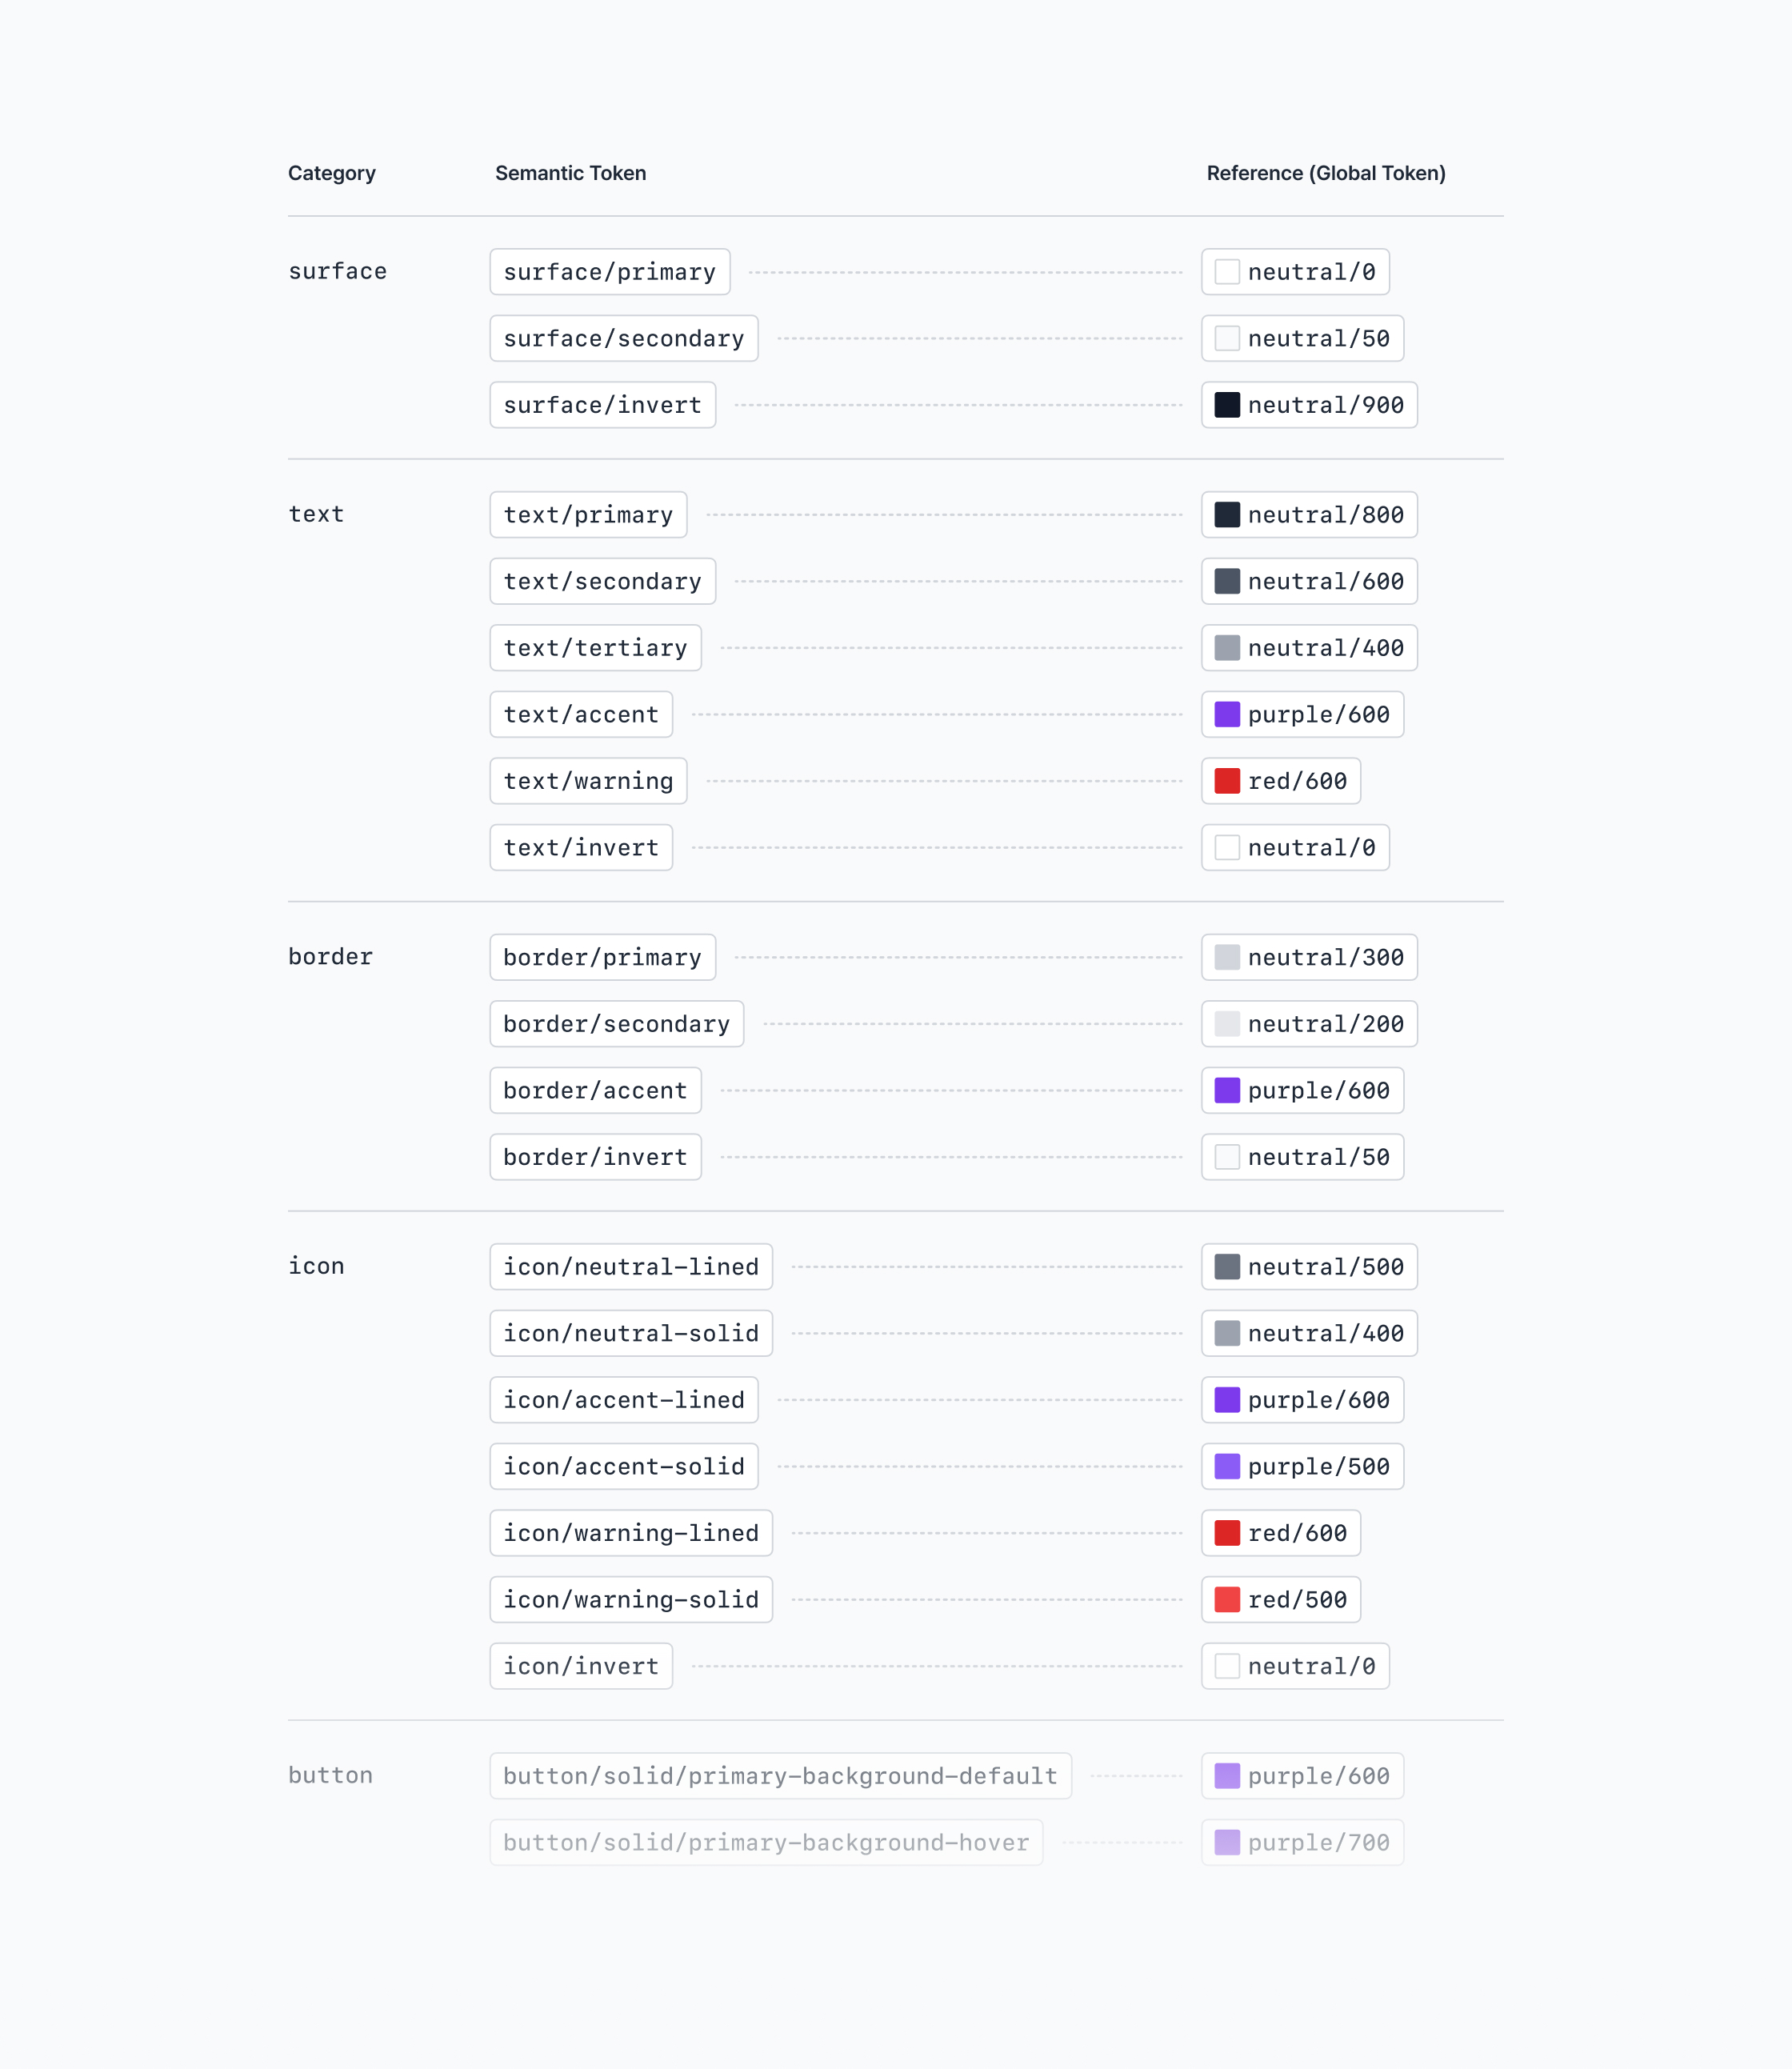 Category Semantic Token Reference (Global Token)
surface surface/primary neutral/0
surface/secondary neutral/50
surface/invert neutral/900
text text/primary neutral/800
text/secondary neutral/600
text/tertiary neutral/400
text/accent purple/600
text/warning red/600
text/invert neutral/0
border border/primary neutral/300
border/secondary neutral/200
border/accent purple/600
border/invert neutral/50
icon icon/neutral-lined neutral/500
icon/neutral-solid neutral/400
icon/accent-lined purple/600
icon/accent-solid purple/500
icon/warning-lined red/600
icon/warning-solid red/500
icon/invert neutral/0
button button/solid/primary-background-default purple/600
button/solid/primary-background-hover purple/700